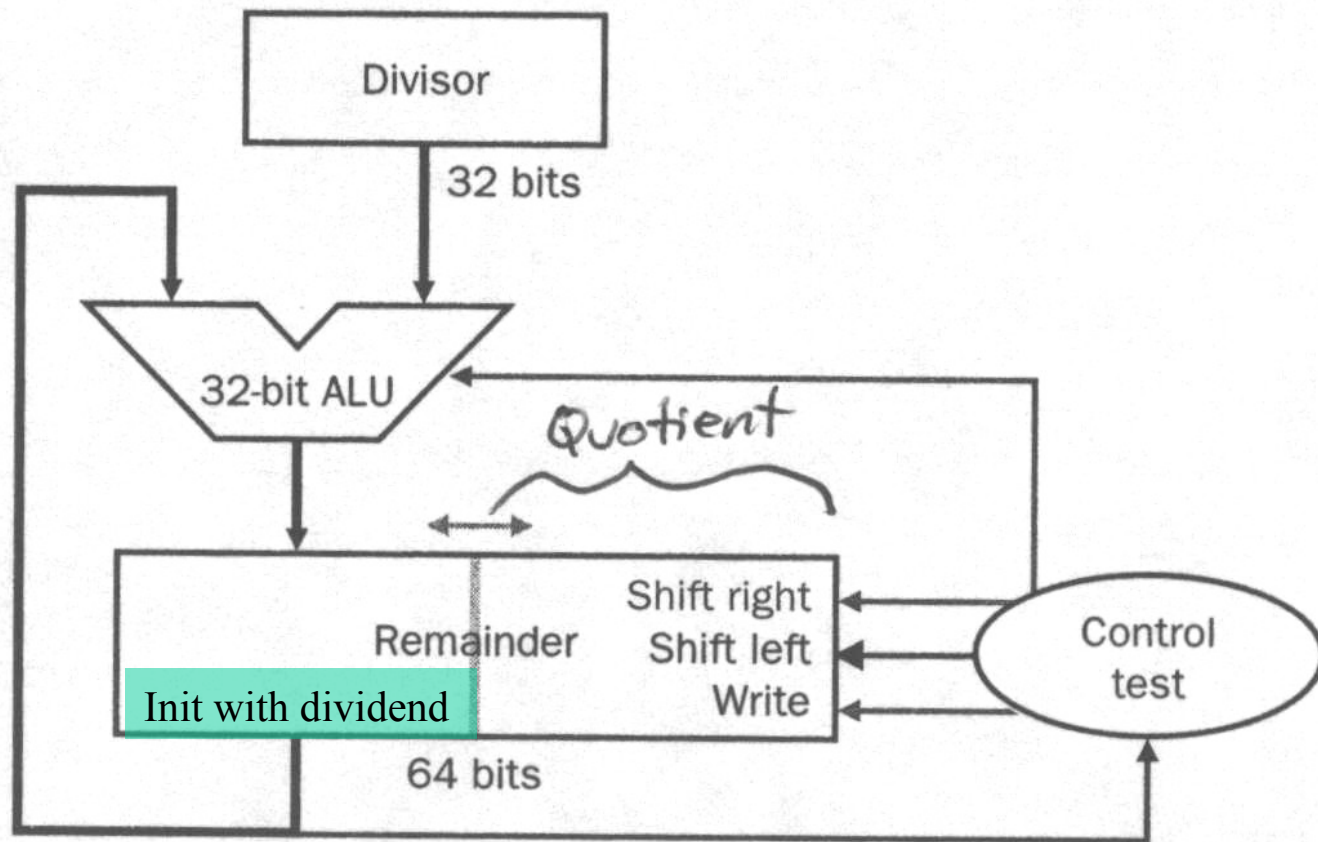 Divisor
32 bits
32-bit ALU
Quotient
Shift right
Remainder
Shift left
Init with dividend
Write
64 bits
Control
test